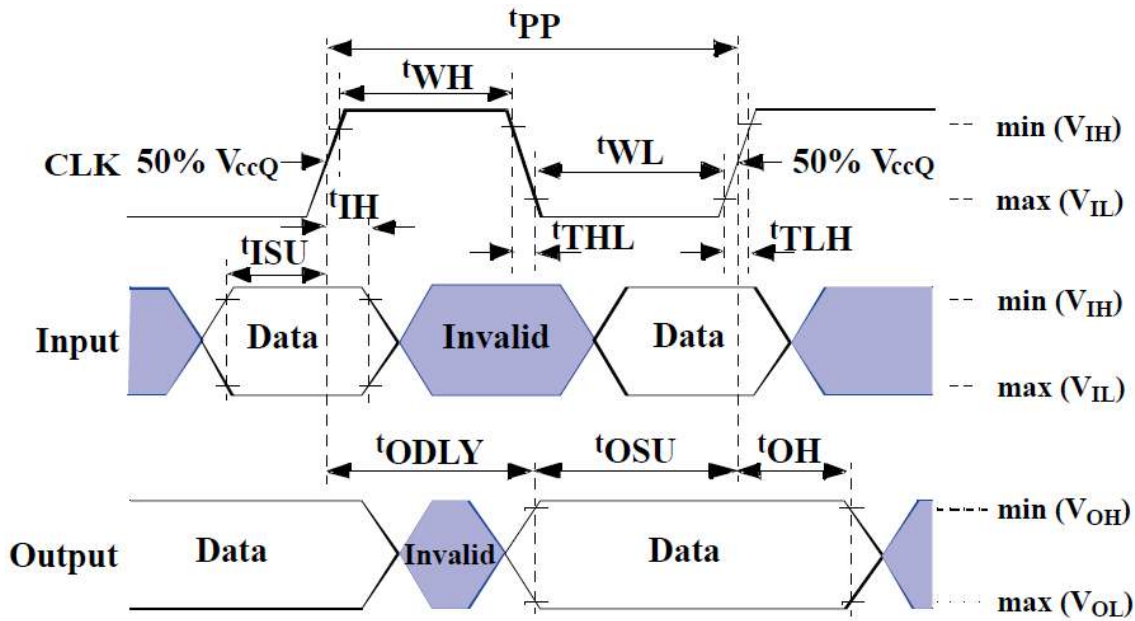 tPP
tWH
min (VIH)
CLK 50% VccQ
tWL
50% VccQ
tIH
max (VIL)
tTHL
tTLH
tISU
min (VIH)
Input
Data
Invalid
Data
max (VIL)
tODLY
tOSU
tOH
min (VOH)
Output
Data
Invalid
Data
max (VOL)